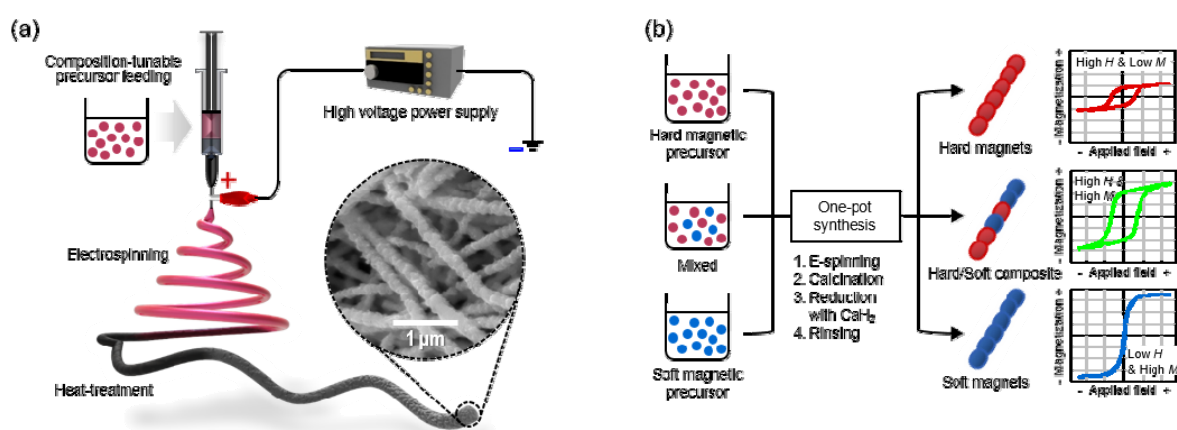 (a)
Composition-tunable
precursor feeding
High voltage power supply
+
Electrospinning
1 µm
Heat-treatment
(b)
Hard magnetic
precursor
Mixed
Soft magnetic
precursor
One-pot
synthesis
1. E-spinning
2. Calcination
3. Reduction
with CaH₂
4. Rinsing
Hard magnets
Hard/Soft composite
Soft magnets
High H & Low M
- Magnetization +
- Applied field +
High H &
High M
- Magnetization +
- Applied field +
Low H
& High M
- Magnetization +
- Applied field +